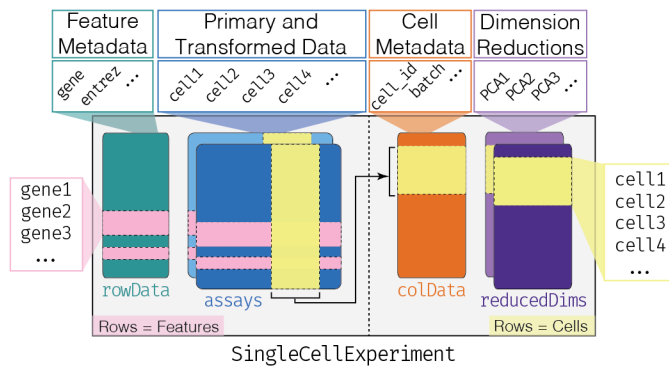 Feature
Metadata
Primary and
Transformed Data
Cell
Metadata
Dimension
Reductions
gene
entrez
...
cell1
cell2
cell3
cell4
...
cell_id
batch
...
PCA1
PCA2
PCA3
...
gene1
gene2
gene3
...
cell1
cell2
cell3
cell4
...
rowData
assays
colData
reducedDims
Rows = Features
Rows = Cells
SingleCellExperiment